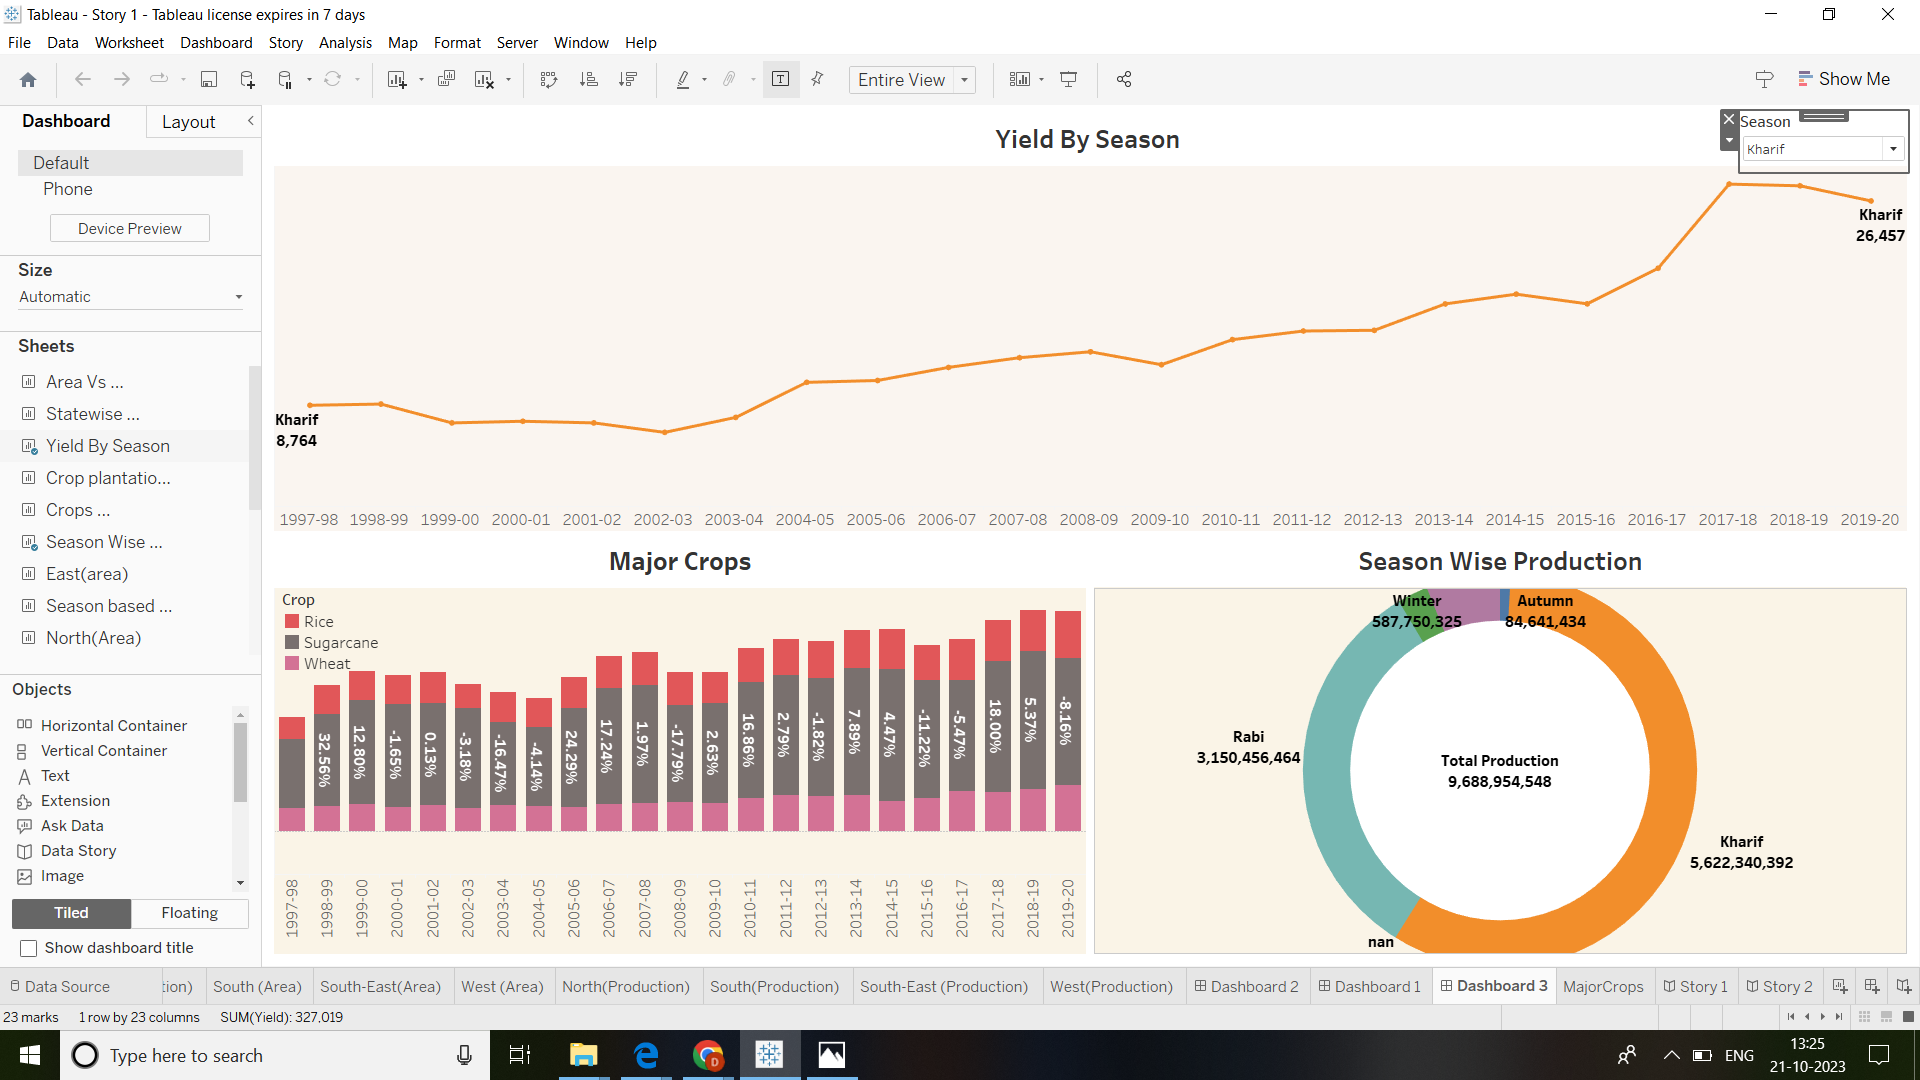 Tableau - Story 1 - Tableau license expires in 7 days
File Data Worksheet Dashboard Story Analysis Map Format Server Window Help
Entire View
Show Me
Dashboard
Layout
Default
Phone
Device Preview
Size
Automatic
Sheets
Area Vs ...
Statewise ...
Yield By Season
Crop plantatio...
Crops ...
Season Wise ...
East(area)
Season based ...
North(Area)
Objects
Horizontal Container
Vertical Container
Text
Extension
Ask Data
Data Story
Image
Tiled
Floating
Show dashboard title
Yield By Season
Season
Kharif
Kharif
26,457
Kharif
8,764
1997-98 1998-99 1999-00 2000-01 2001-02 2002-03 2003-04 2004-05 2005-06 2006-07 2007-08 2008-09 2009-10 2010-11 2011-12 2012-13 2013-14 2014-15 2015-16 2016-17 2017-18 2018-19 2019-20
Major Crops
Crop
Rice
Sugarcane
Wheat
32.56% 12.80% -1.65% 0.13% -3.18% -16.47% -4.14% 24.29% 17.24% 1.97% -17.79% 2.63% 16.86% 2.79% -1.82% 7.89% 4.47% -11.22% -5.47% 18.00% 5.37% -8.16%
1997-98 1998-99 1999-00 2000-01 2001-02 2002-03 2003-04 2004-05 2005-06 2006-07 2007-08 2008-09 2009-10 2010-11 2011-12 2012-13 2013-14 2014-15 2015-16 2016-17 2017-18 2018-19 2019-20
Season Wise Production
Winter
587,750,325
Autumn
84,641,434
Rabi
3,150,456,464
Total Production
9,688,954,548
Kharif
5,622,340,392
nan
Data Source
tion)
South (Area)
South-East(Area)
West (Area)
North(Production)
South(Production)
South-East (Production)
West(Production)
Dashboard 2
Dashboard 1
Dashboard 3
MajorCrops
Story 1
Story 2
23 marks
1 row by 23 columns
SUM(Yield): 327,019
Type here to search
D
ENG
13:25
21-10-2023